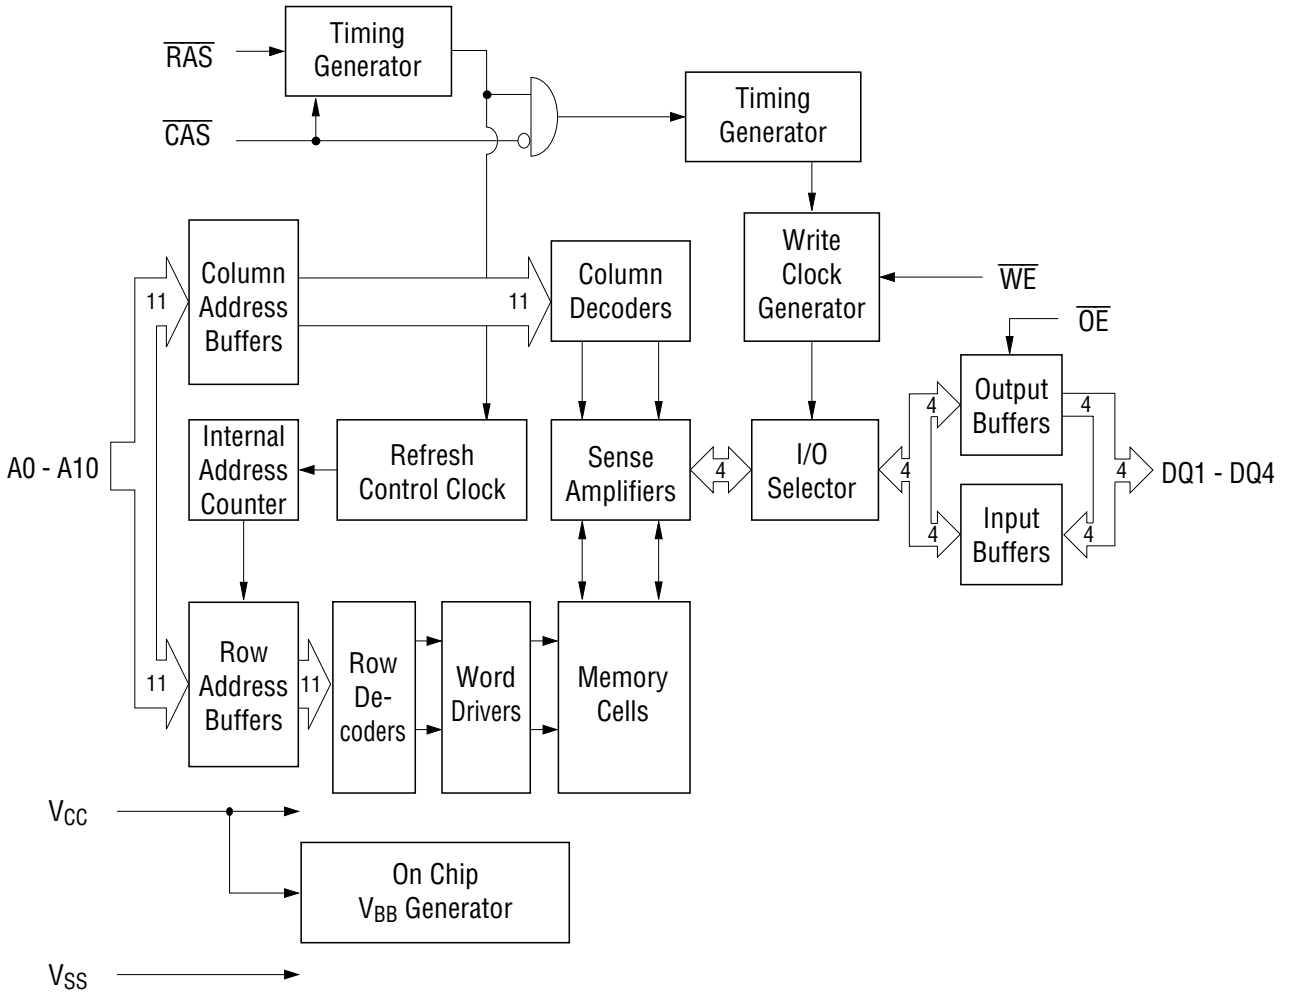 Timing
Generator
RAS
CAS
Timing
Generator
Column
Address
Buffers
11
11
Column
Decoders
Write
Clock
Generator
WE
OE
Output
Buffers
4
4
Internal
Address
Counter
Refresh
Control Clock
Sense
Amplifiers
4
I/O
Selector
4
4
A0 - A10
DQ1 - DQ4
Input
Buffers
4
4
Row
Address
Buffers
11
11
Row
De-
coders
Word
Drivers
Memory
Cells
VCC
On Chip
VBB Generator
VSS